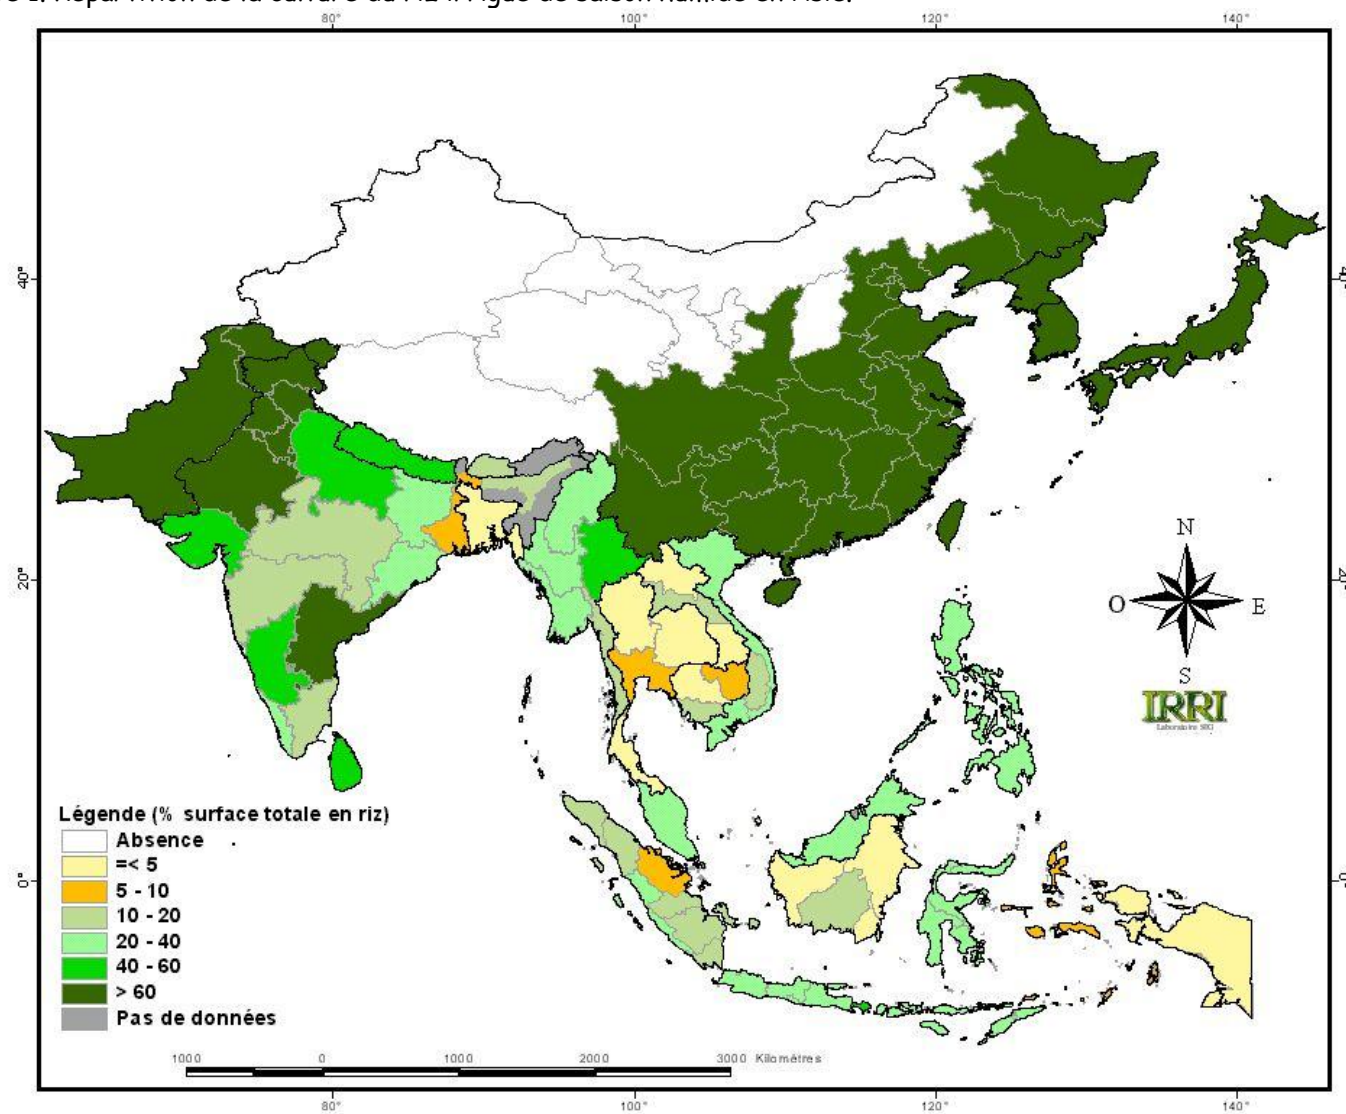 80° 100° 120° 140°
40°
20°
0°
N
O E
S
IRRI
Légende (% surface totale en riz)
Absence
=< 5
5 - 10
10 - 20
20 - 40
40 - 60
> 60
Pas de données
1000 0 1000 2000 3000 Kilométres
80° 100° 120° 140°